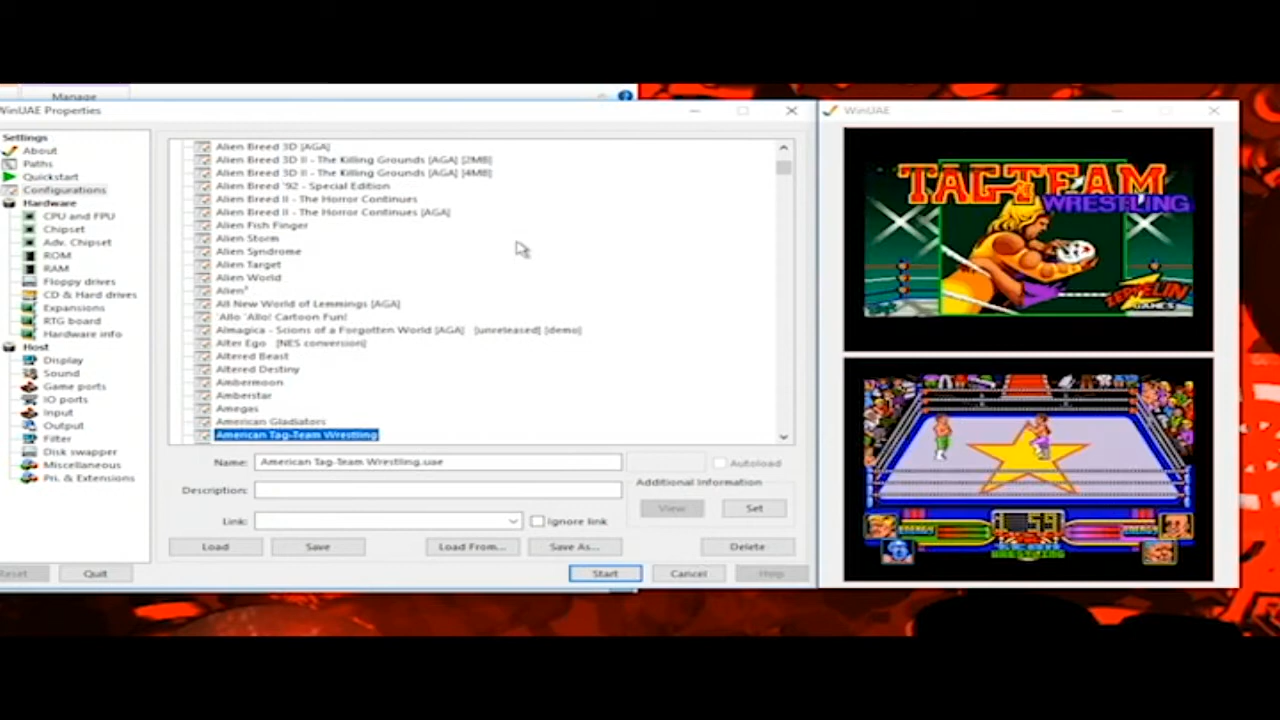 Manage
WinUAE Properties
WinUAE
Settings
About
Paths
Quickstart
Configurations
Hardware
CPU and FPU
Chipset
Adv. Chipset
ROM
RAM
Floppy drives
CD & Hard drives
Expansions
RTG board
Hardware info
Host
Display
Sound
Game ports
IO ports
Input
Output
Filter
Disk swapper
Miscellaneous
Pri. & Extensions
Alien Breed 3D [AGA]
Alien Breed 3D II - The Killing Grounds [AGA] [2MB]
Alien Breed 3D II - The Killing Grounds [AGA] [4MB]
Alien Breed '92 - Special Edition
Alien Breed II - The Horror Continues
Alien Breed II - The Horror Continues [AGA]
Alien Fish Finger
Alien Storm
Alien Syndrome
Alien Target
Alien World
Alien³
All New World of Lemmings [AGA]
'Allo 'Allo! Cartoon Fun!
Almagica - Scions of a Forgotten World [AGA] [unreleased] [demo]
Alter Ego [NES conversion]
Altered Beast
Altered Destiny
Ambermoon
Amberstar
Amegas
American Gladiators
American Tag-Team Wrestling
Name: American Tag-Team Wrestling.uae
Autoload
Description:
Additional Information
View
Set
Link:
Ignore link
Load
Save
Load From...
Save As...
Delete
Reset
Quit
Start
Cancel
Help
TAG-TEAM
WRESTLING
ZEPPELIN
GAMES
ENERGY
59
ENERGY
WRESTLING